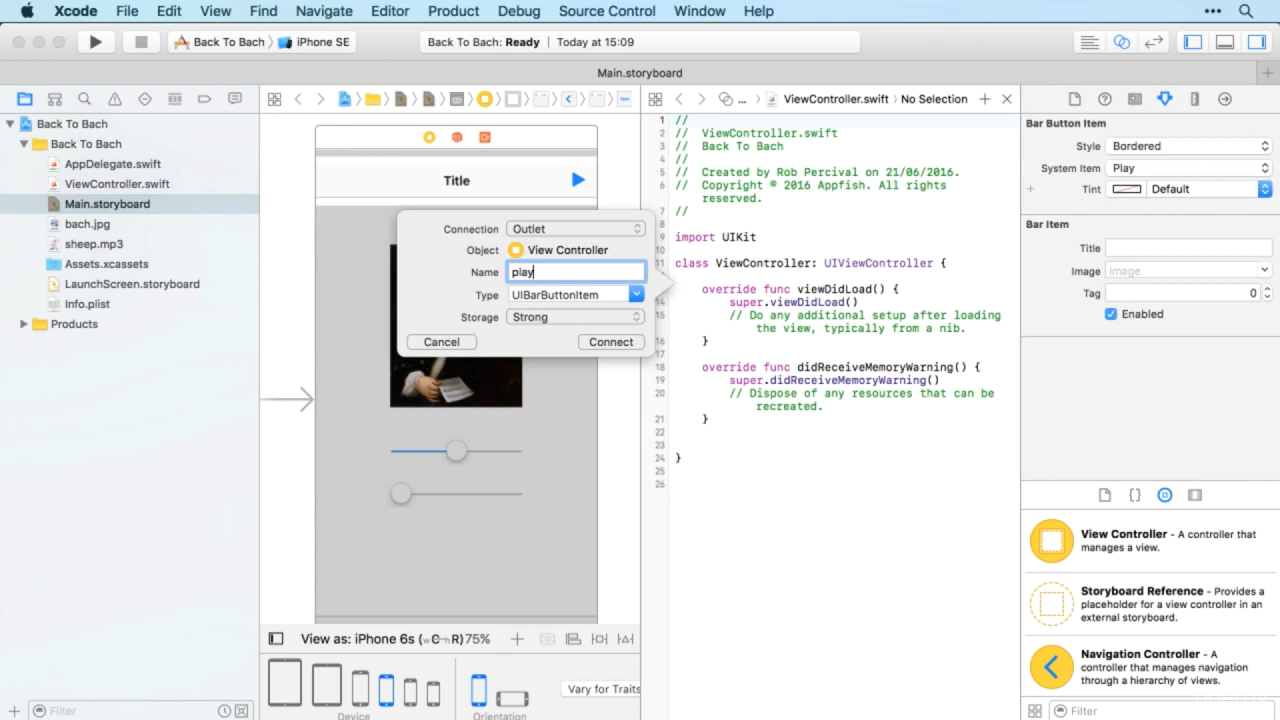 Xcode File Edit View Find Navigate Editor Product Debug Source Control Window Help
Back To Bach iPhone SE
Back To Bach: Ready | Today at 15:09
Main.storyboard
Back To Bach
Back To Bach
AppDelegate.swift
ViewController.swift
Main.storyboard
bach.jpg
sheep.mp3
Assets.xcassets
LaunchScreen.storyboard
Info.plist
Products
Filter
Title
Connection Outlet
Object View Controller
Name play
Type UIBarButtonItem
Storage Strong
Cancel Connect
View as: iPhone 6s (wC hR) 75%
Device
Orientation
Vary for Traits
... ViewController.swift No Selection
1 //
2 // ViewController.swift
3 // Back To Bach
4 //
5 // Created by Rob Percival on 21/06/2016.
6 // Copyright © 2016 Appfish. All rights
reserved.
7 //
8
9 import UIKit
10
11 class ViewController: UIViewController {
override func viewDidLoad() {
14 super.viewDidLoad()
15 // Do any additional setup after loading
the view, typically from a nib.
16 }
17
18 override func didReceiveMemoryWarning() {
19 super.didReceiveMemoryWarning()
20 // Dispose of any resources that can be
recreated.
21 }
22
23
24 }
25
26
Bar Button Item
Style Bordered
System Item Play
Tint Default
Bar Item
Title
Image Image
Tag 0
Enabled
View Controller - A controller that
manages a view.
Storyboard Reference - Provides a
placeholder for a view controller in an
external storyboard.
Navigation Controller - A
controller that manages navigation
through a hierarchy of views.
Filter